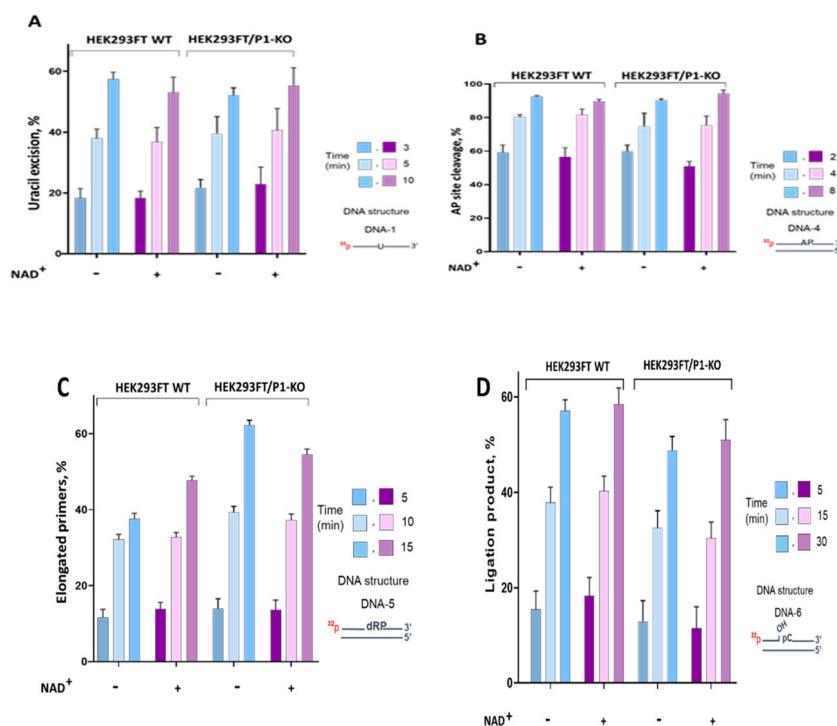 A
HEK293FT WT
HEK293FT/P1-KO
Uracil excision, %
60
40
20
0
NAD+
-
+
-
+
Time
(min)
, 3
, 5
, 10
DNA structure
DNA-1
32p
U
3'
B
HEK293FT WT
HEK293FT/P1-KO
AP site cleavage, %
100
80
60
40
20
0
NAD+
-
+
-
+
Time
(min)
- 2
- 4
- 8
DNA structure
DNA-4
32p
AP
C
HEK293FT WT
HEK293FT/P1-KO
Elongated primers, %
60
40
20
0
NAD+
-
+
-
+
Time
(min)
, 5
, 10
, 15
DNA structure
DNA-5
32p
dRP
3'
5'
D
HEK293FT WT
HEK293FT/P1-KO
Ligation product, %
60
40
20
0
NAD+
-
+
-
+
Time
(min)
, 5
, 15
, 30
DNA structure
DNA-6
OH
32p
pC
3'
5'